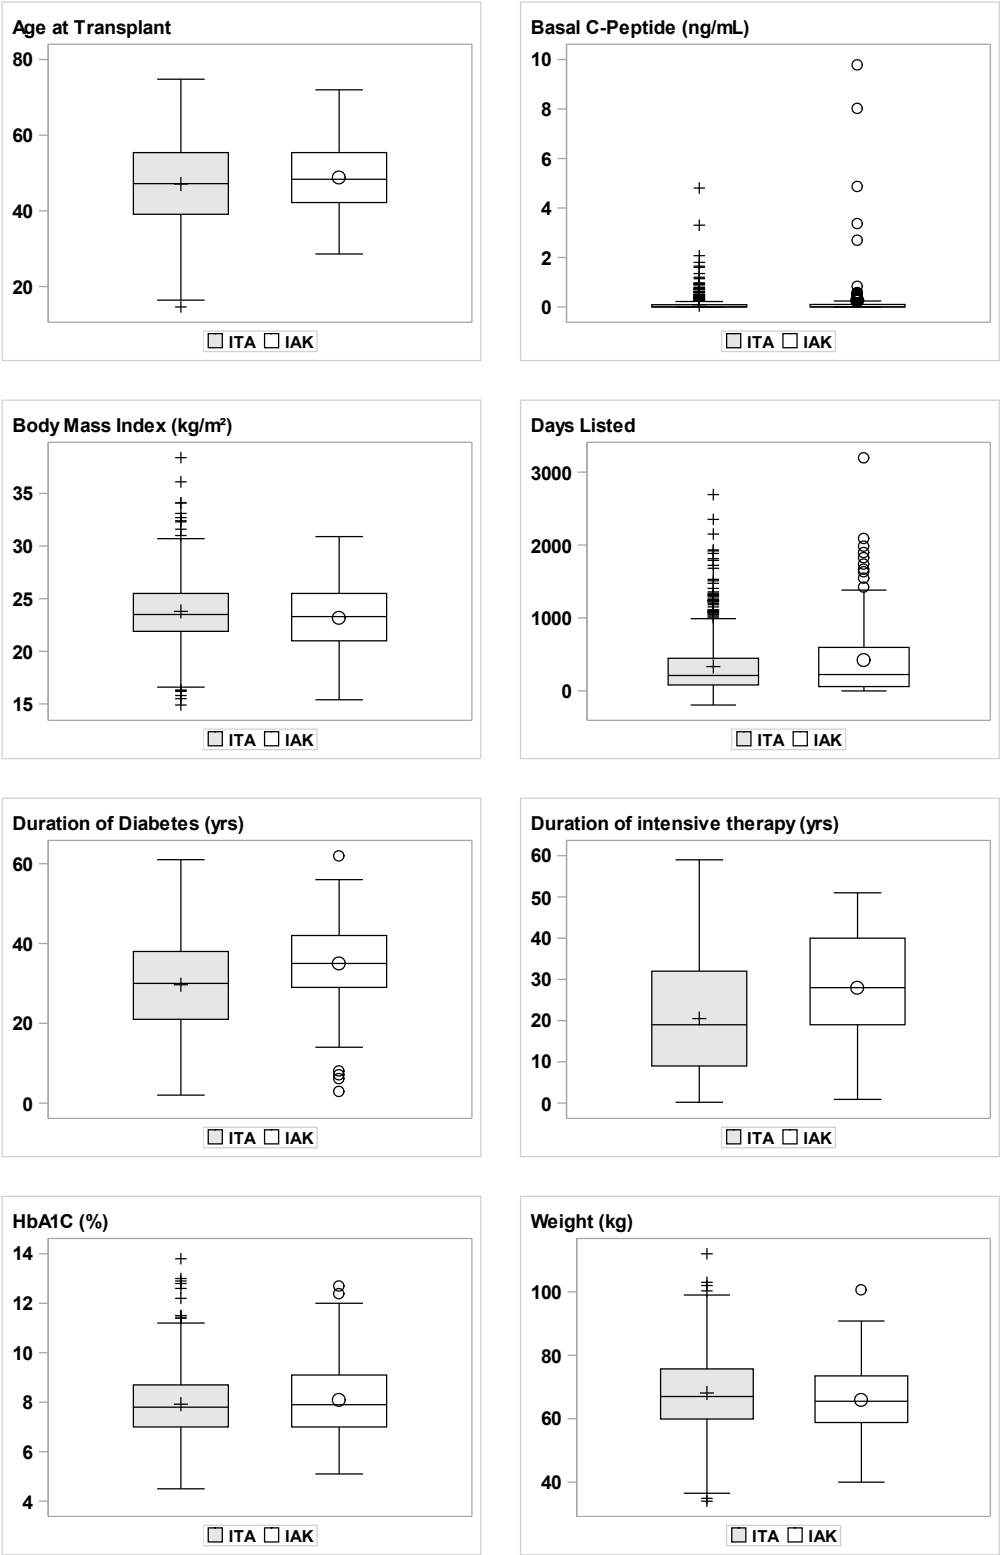 Age at Transplant
80
60
40
20
ITA IAK
Basal C-Peptide (ng/mL)
10
8
6
4
2
0
ITA IAK
Body Mass Index (kg/m²)
35
30
25
20
15
ITA IAK
Days Listed
3000
2000
1000
0
ITA IAK
Duration of Diabetes (yrs)
60
40
20
0
ITA IAK
Duration of intensive therapy (yrs)
60
50
40
30
20
10
0
ITA IAK
HbA1C (%)
14
12
10
8
6
4
ITA IAK
Weight (kg)
100
80
60
40
ITA IAK